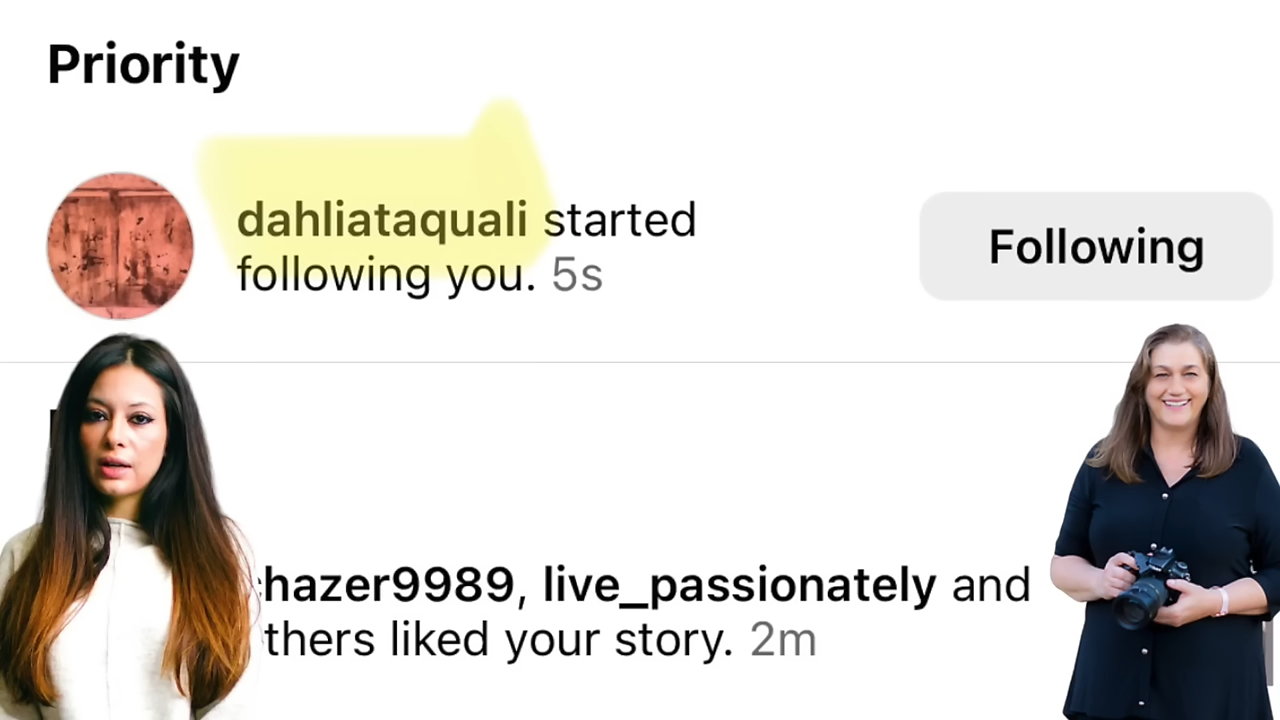 Priority
dahliataquali started
following you. 5s
Following
hazer9989, live_passionately and
thers liked your story. 2m